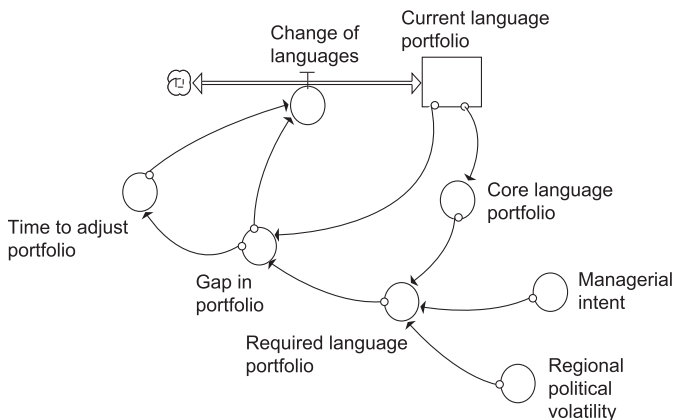 Change of
languages
Current language
portfolio
Core language
portfolio
Time to adjust
portfolio
Gap in
portfolio
Managerial
intent
Required language
portfolio
Regional
political
volatility